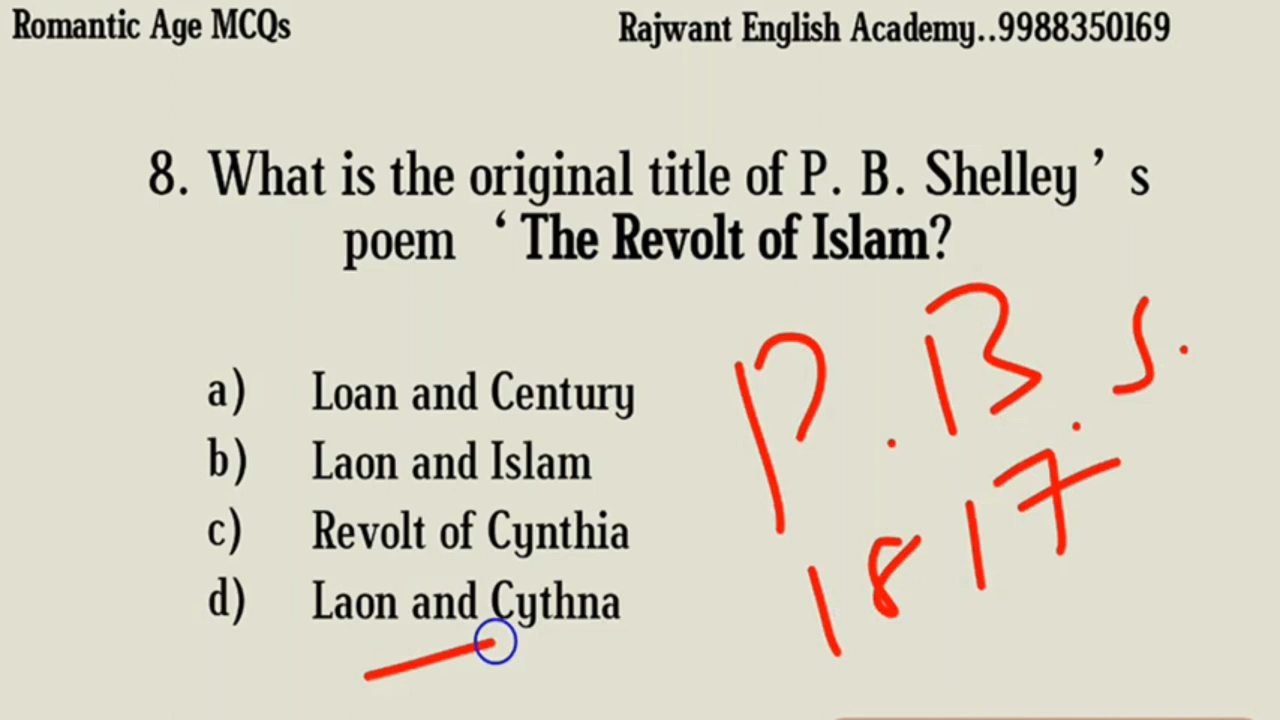 Romantic Age MCQs
Rajwant English Academy..9988350169
8. What is the original title of P. B. Shelley ’ s
poem ‘ The Revolt of Islam?
a) Loan and Century
b) Laon and Islam
c) Revolt of Cynthia
d) Laon and Cythna
P.B.S.
1817